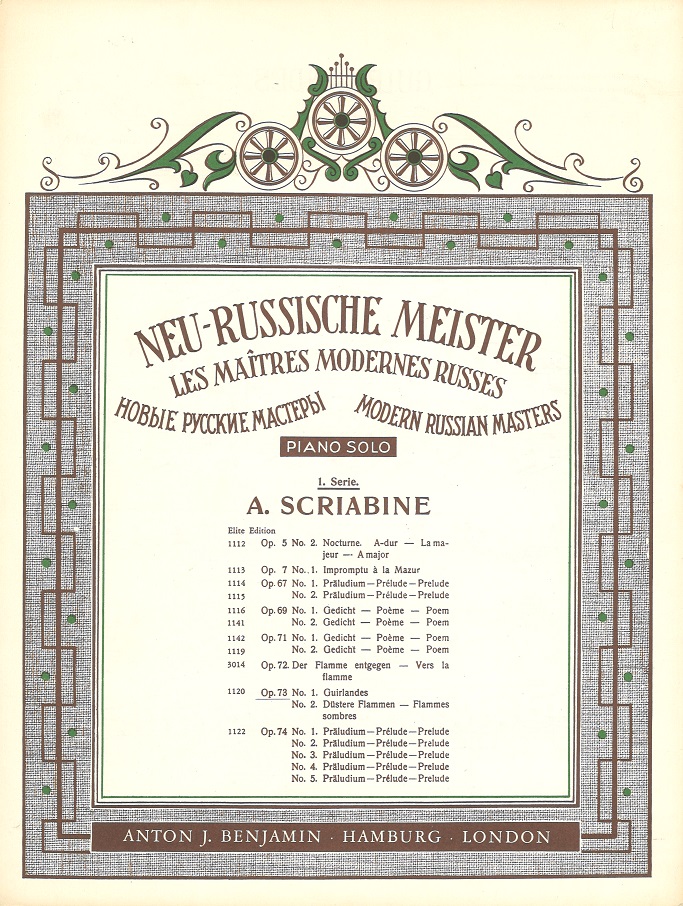 NEU-RUSSISCHE MEISTER
LES MAÎTRES MODERNES RUSSES
НОВЫЕ РУССКИЕ МАСТЕРЫ MODERN RUSSIAN MASTERS
PIANO SOLO
1. Serie.
A. SCRIABINE
Elite Edition
1112 Op. 5 No. 2. Nocturne. A-dur — La ma-
jeur — A major
1113 Op. 7 No. 1. Impromptu à la Mazur
1114 Op. 67 No. 1. Präludium—Prélude—Prelude
1115 No. 2. Präludium—Prélude—Prelude
1116 Op. 69 No. 1. Gedicht — Poème — Poem
1141 No. 2. Gedicht — Poème — Poem
1142 Op. 71 No. 1. Gedicht — Poème — Poem
1119 No. 2. Gedicht — Poème — Poem
3014 Op. 72. Der Flamme entgegen — Vers la
flamme
1120 Op. 73 No. 1. Guirlandes
No. 2. Düstere Flammen — Flammes
sombres
1122 Op. 74 No. 1. Präludium—Prélude—Prelude
No. 2. Präludium—Prélude—Prelude
No. 3. Präludium—Prélude—Prelude
No. 4. Präludium—Prélude—Prelude
No. 5. Präludium—Prélude—Prelude
ANTON J. BENJAMIN · HAMBURG · LONDON